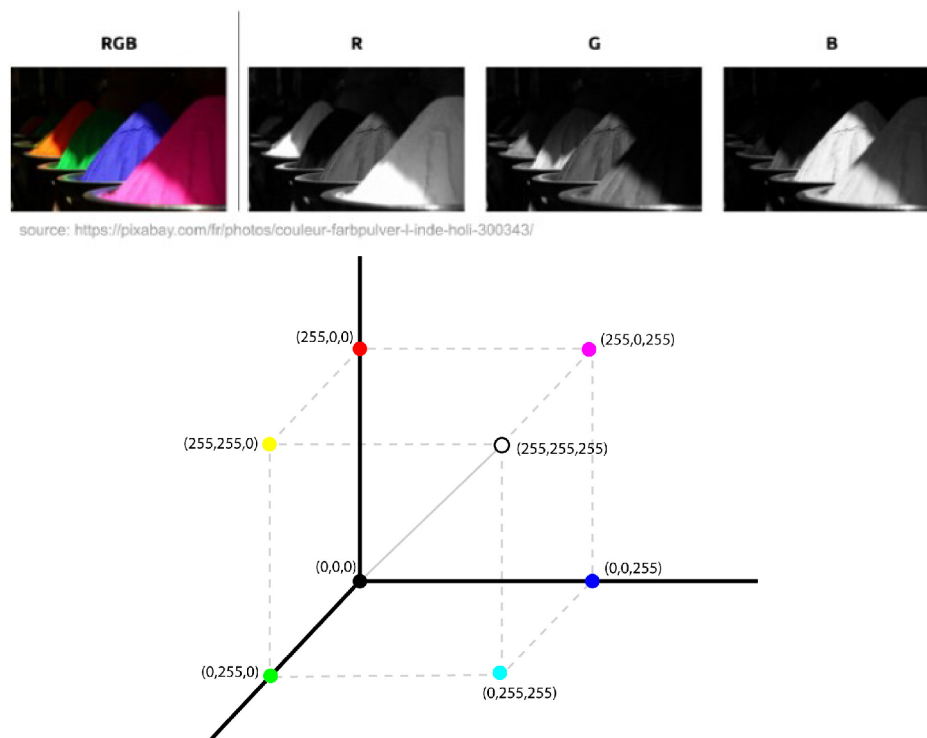 RGB
R
G
B
source: https://pixabay.com/fr/photos/couleur-farbpulver-l-inde-holi-300343/
(255,0,0)
(255,0,255)
(255,255,0)
(255,255,255)
(0,0,0)
(0,0,255)
(0,255,0)
(0,255,255)